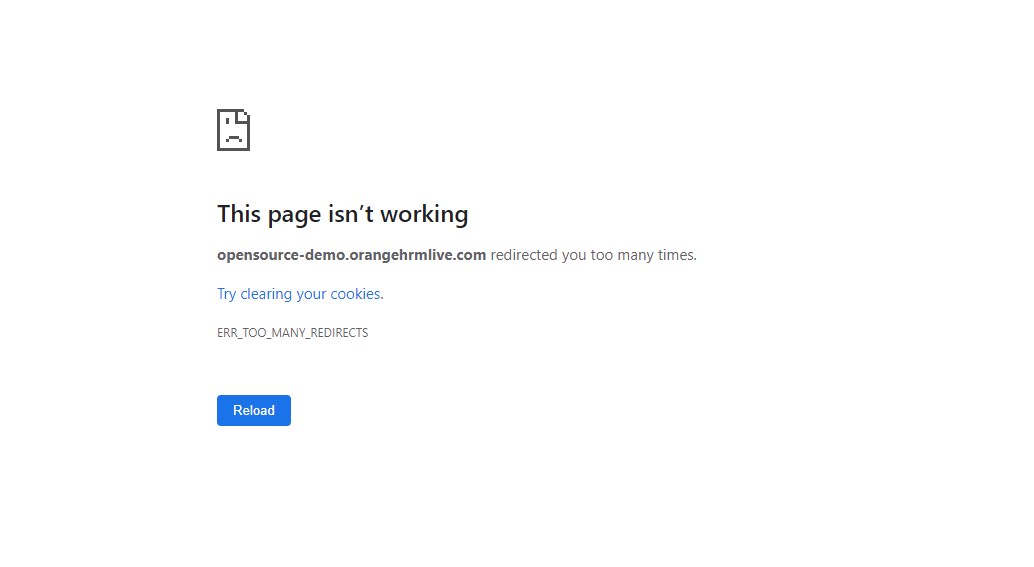 This page isn’t working
opensource-demo.orangehrmlive.com redirected you too many times.
Try clearing your cookies.
ERR_TOO_MANY_REDIRECTS
Reload